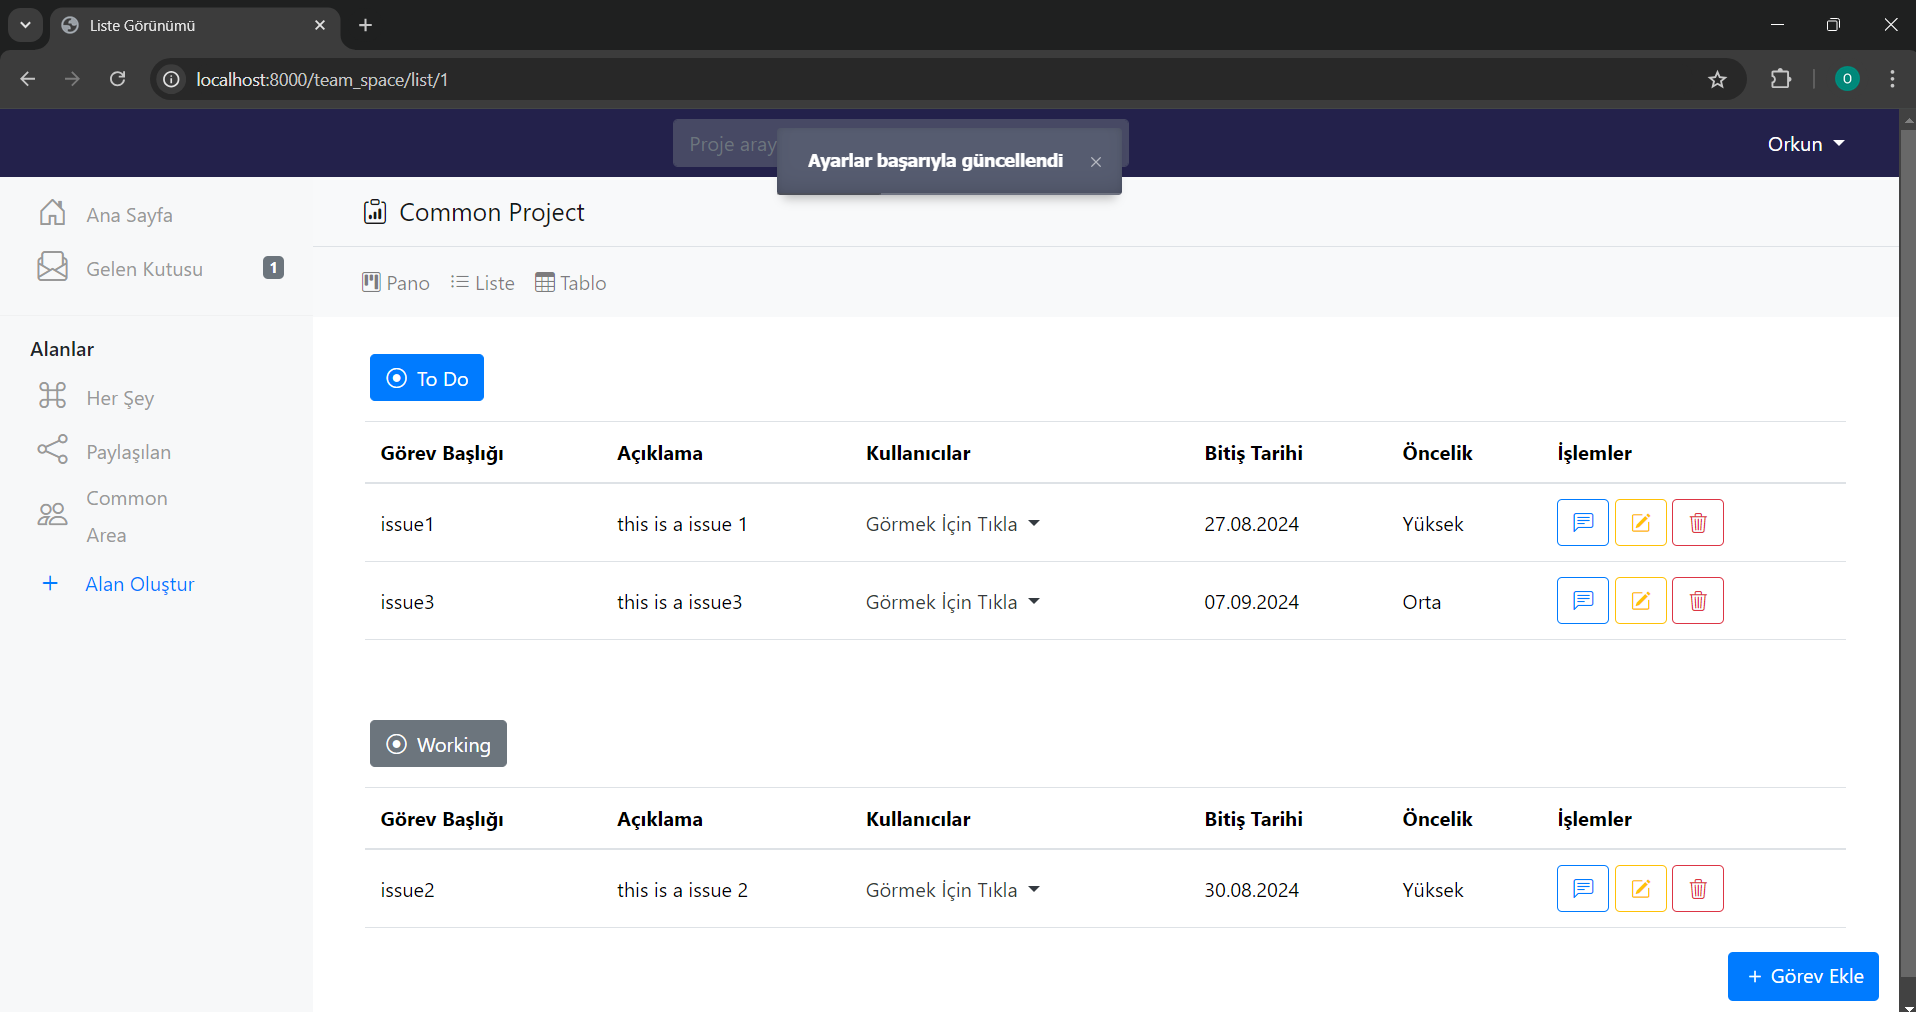 Liste Görünümü
localhost:8000/team_space/list/1
O
Proje aray
Ayarlar başarıyla güncellendi
Orkun
Ana Sayfa
Gelen Kutusu 1
Alanlar
Her Şey
Paylaşılan
Common
Area
+ Alan Oluştur
Common Project
Pano Liste Tablo
To Do
Görev Başlığı Açıklama Kullanıcılar Bitiş Tarihi Öncelik İşlemler
issue1 this is a issue 1 Görmek İçin Tıkla 27.08.2024 Yüksek
issue3 this is a issue3 Görmek İçin Tıkla 07.09.2024 Orta
Working
Görev Başlığı Açıklama Kullanıcılar Bitiş Tarihi Öncelik İşlemler
issue2 this is a issue 2 Görmek İçin Tıkla 30.08.2024 Yüksek
+ Görev Ekle